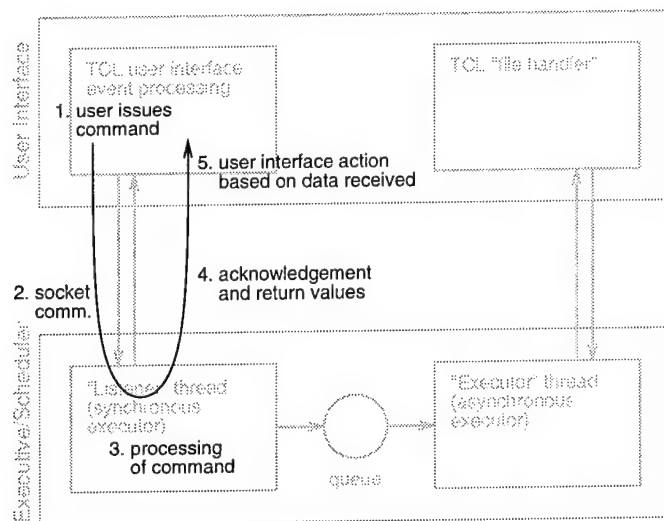 User Interface
TCL user interface
event processing
TCL "file handler"
1. user issues
command
5. user interface action
based on data received
4. acknowledgement
and return values
2. socket
comm.
Executive/Scheduler
"Listener" thread
(synchronous
executor)
3. processing
of command
queue
"Executor" thread
(asynchronous
executor)